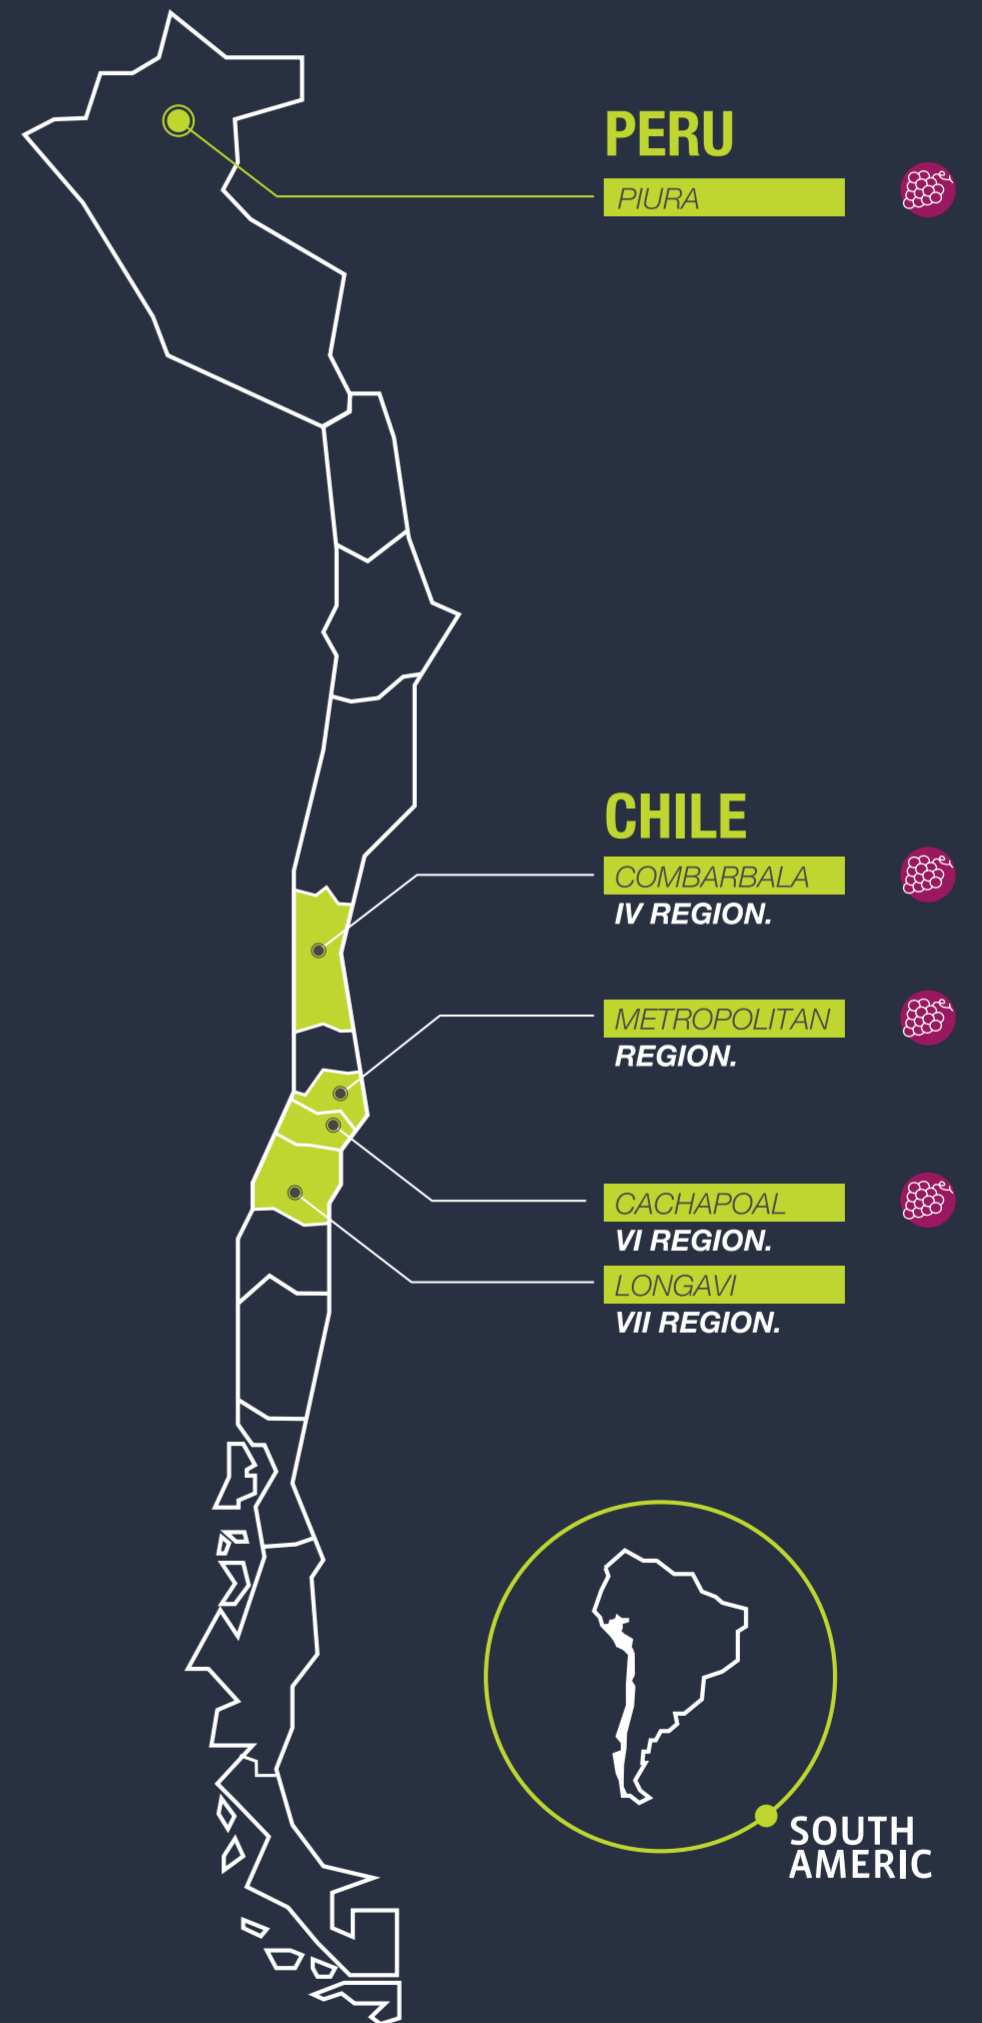 PERU
PIURA
CHILE
COMBARBALA
IV REGION.
METROPOLITAN
REGION.
CACHAPOAL
VI REGION.
LONGAVI
VII REGION.
SOUTH
AMERIC